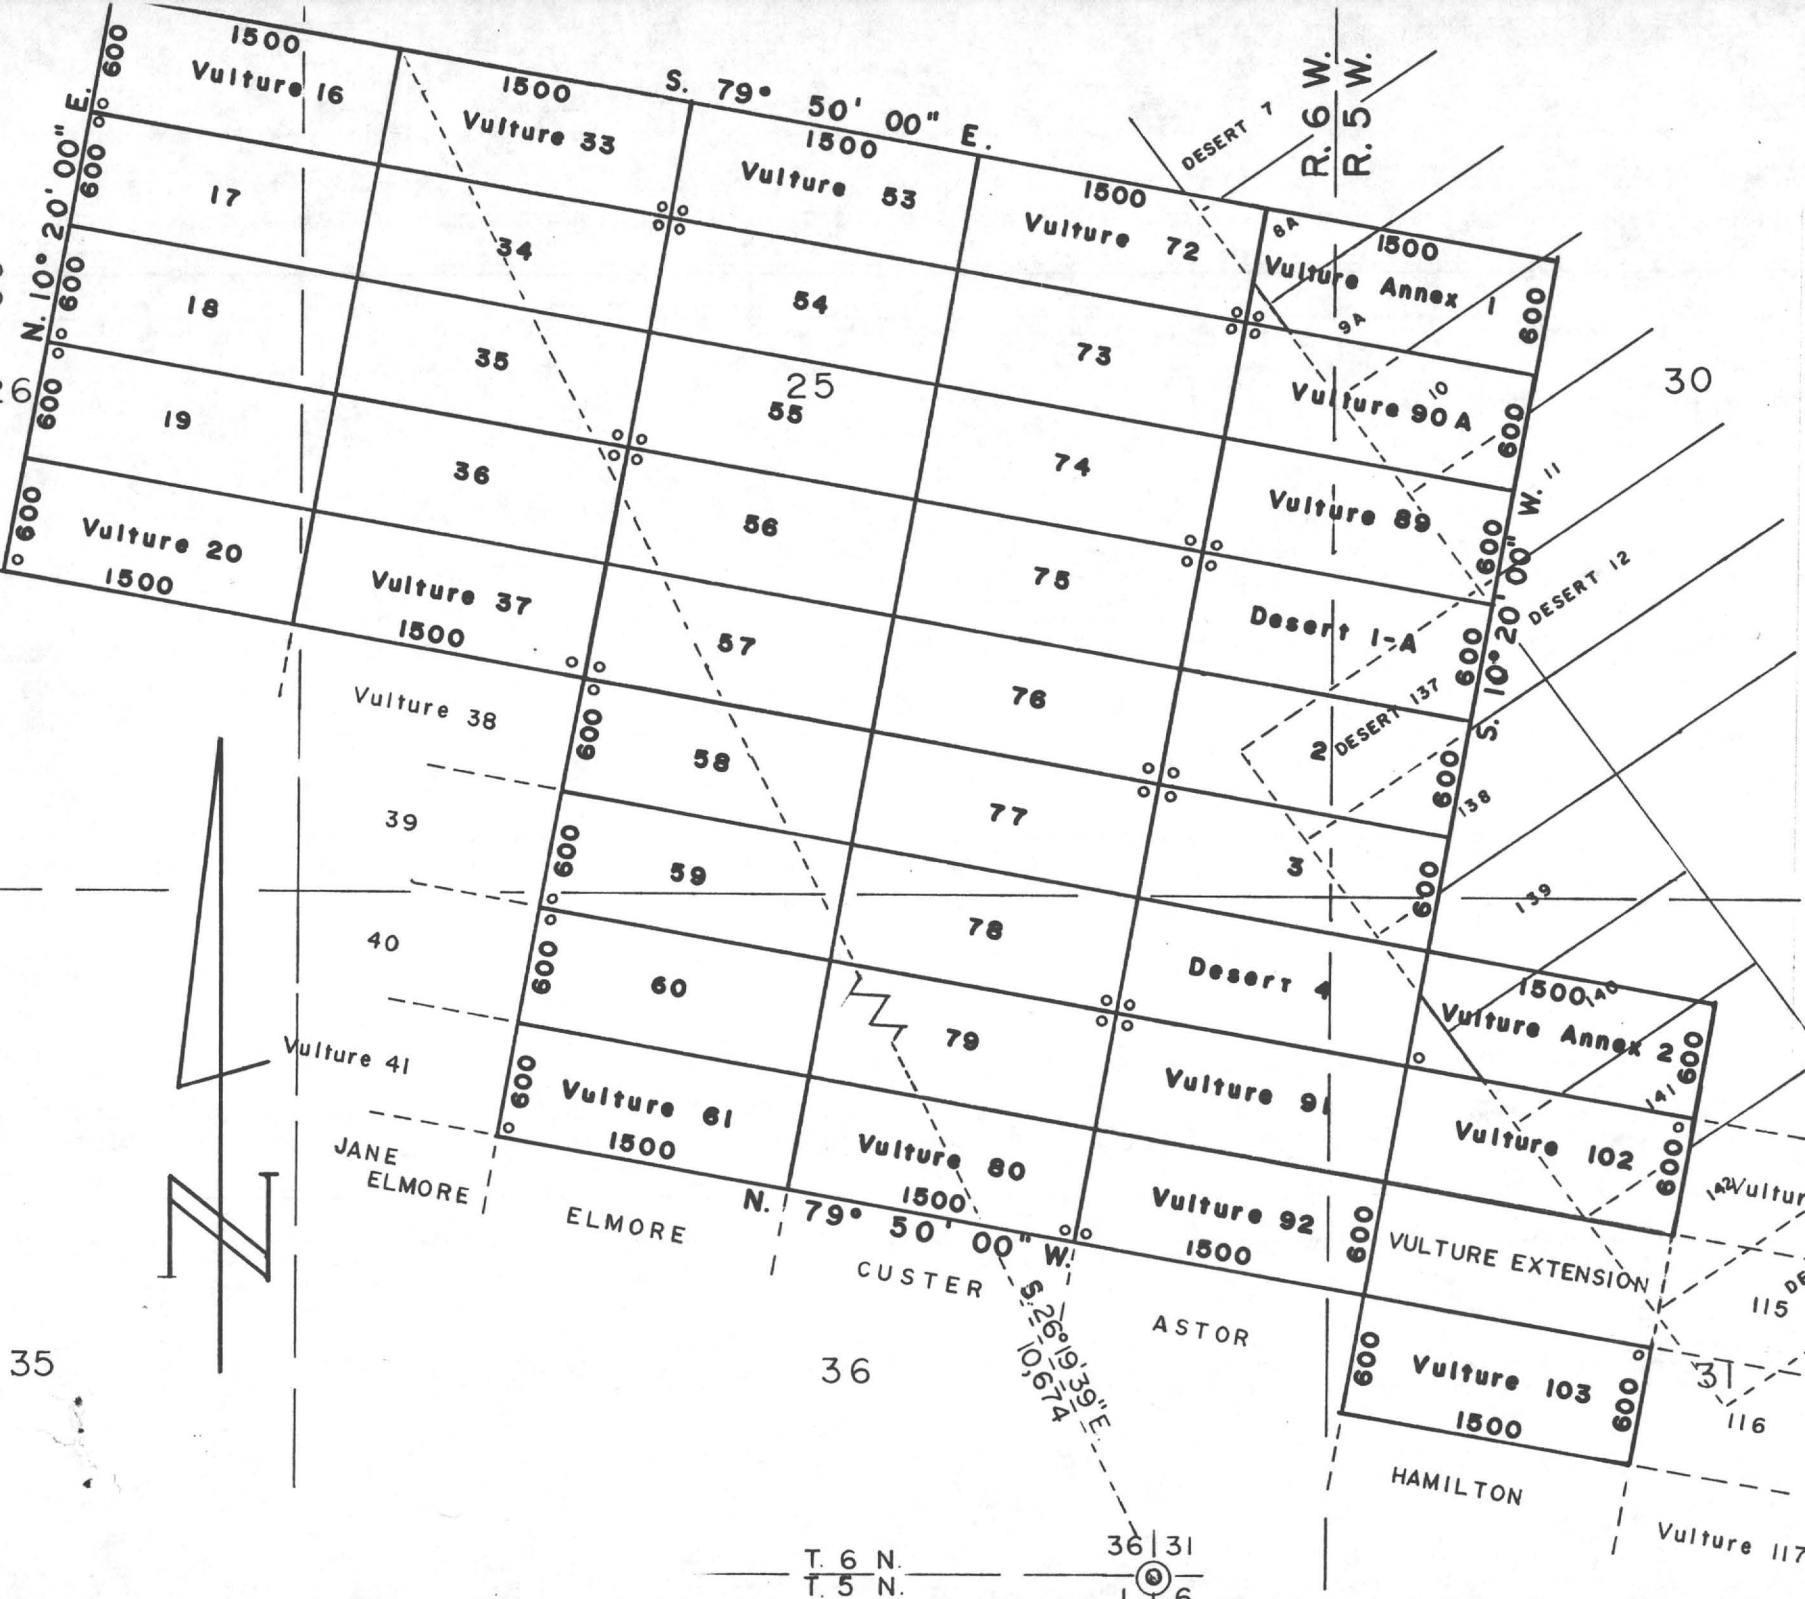 600
1500
Vulture 16
1500
Vulture 33
S. 79° 50' 00" E.
1500
Vulture 53
1500
Vulture 72
DESERT 7
R. 6 W.
R. 5 W.
8A
1500
Vulture Annex 1
600
N. 10° 20' 00" E.
600
17
34
54
73
9A
10
Vulture 90 A
600
30
600
18
35
25
55
74
Vulture 89
600
W.
11
600
19
36
56
75
Desert 1-A
600
S. 10° 20' 00"
DESERT 12
600
Vulture 20
1500
Vulture 37
1500
57
76
2
DESERT 137
600
138
Vulture 38
600
58
77
3
600
139
39
600
59
78
Desert 4
1500
140
Vulture Annex 2
600
40
600
60
79
Vulture 91
141
Vulture 102
600
Vulture 41
600
Vulture 61
1500
Vulture 80
1500
Vulture 92
1500
600
VULTURE EXTENSION
142
Vultur
DE
115
JANE
ELMORE
ELMORE
N. 79° 50' 00" W.
CUSTER
ASTOR
N
S. 26° 19' 39" E.
10,674
35
36
600
Vulture 103
1500
600
31
116
HAMILTON
Vulture 117
36 31
T. 6 N.
T. 5 N.
1 6